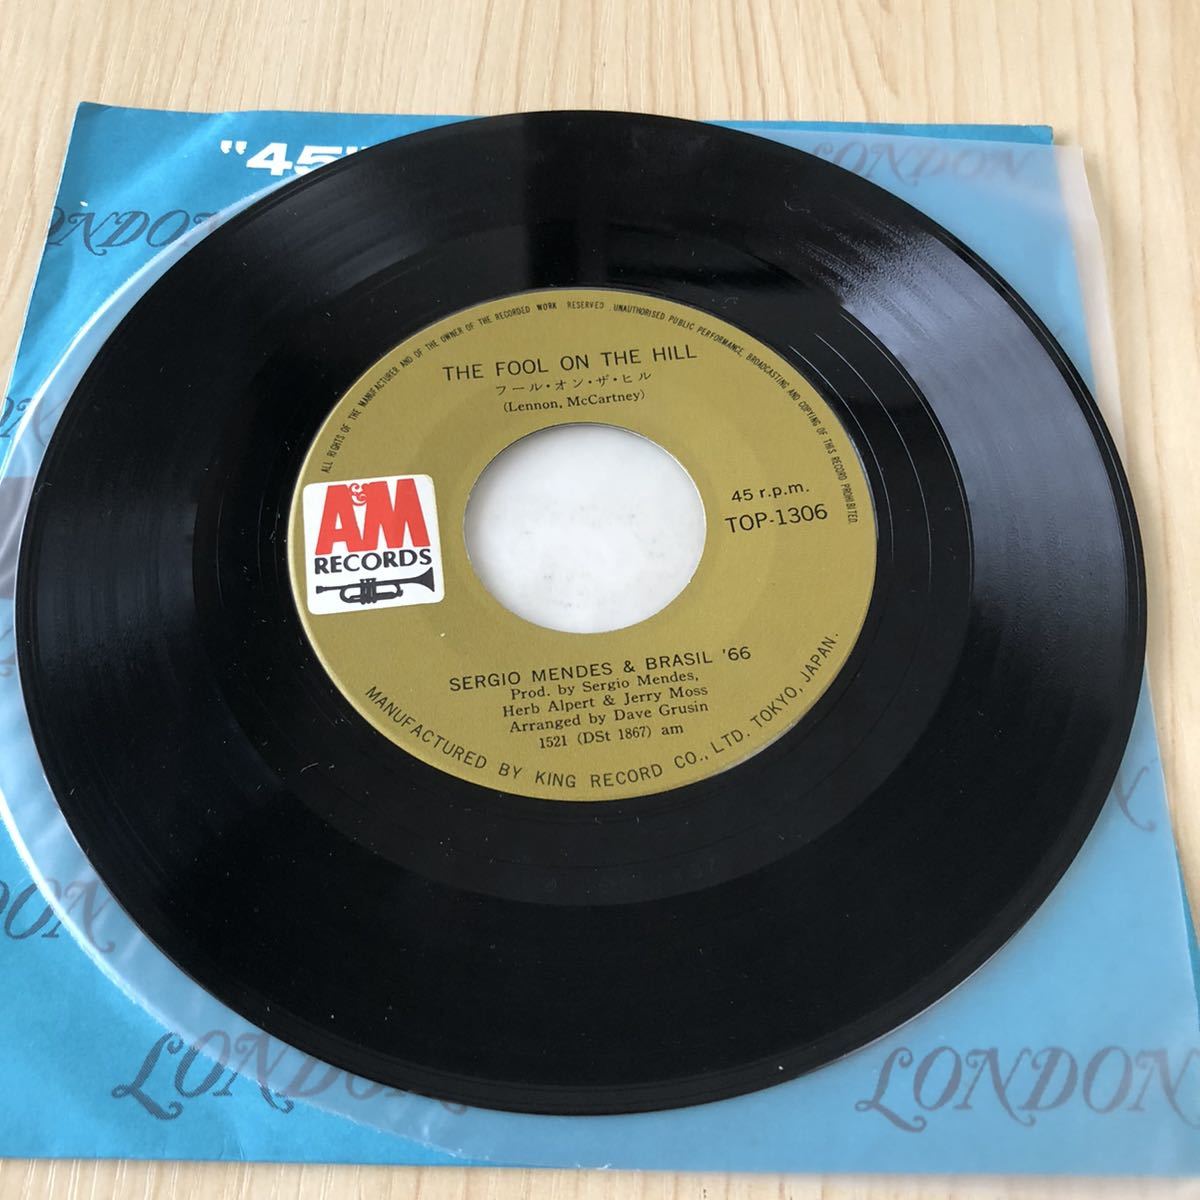 "45"
LONDON
LONDON
ALL RIGHTS OF THE MANUFACTURER AND OF THE OWNER OF THE RECORDED WORK RESERVED. UNAUTHORISED PUBLIC PERFORMANCE, BROADCASTING AND COPYING OF THIS RECORD PROHIBITED.
THE FOOL ON THE HILL
フール・オン・ザ・ヒル
(Lennon, McCartney)
A&M
RECORDS
45 r.p.m.
TOP-1306
SERGIO MENDES & BRASIL '66
Prod. by Sergio Mendes,
Herb Alpert & Jerry Moss
Arranged by Dave Grusin
1521 (DSt 1867) am
MANUFACTURED BY KING RECORD CO., LTD. TOKYO, JAPAN.
LONDON
LONDON